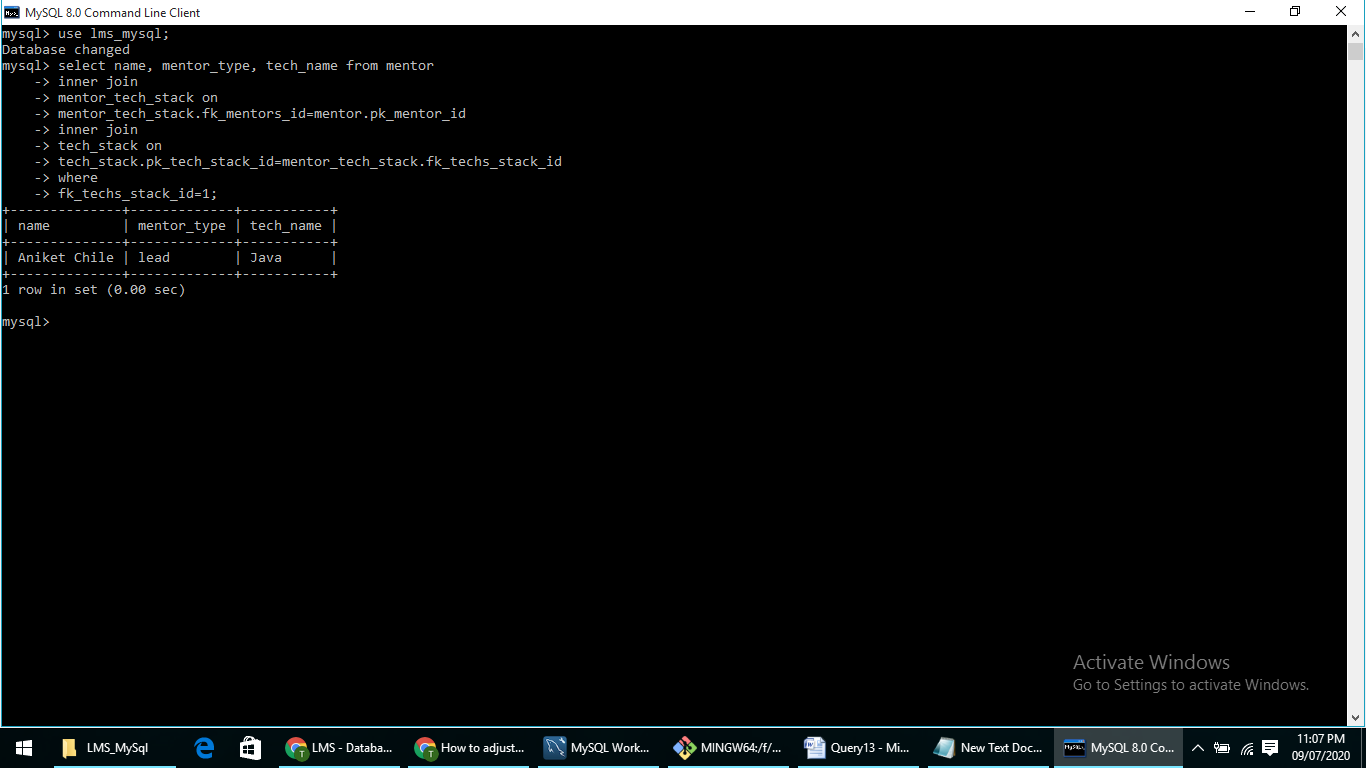 MySQL 8.0 Command Line Client
mysql> use lms_mysql;
Database changed
mysql> select name, mentor_type, tech_name from mentor
    -> inner join
    -> mentor_tech_stack on
    -> mentor_tech_stack.fk_mentors_id=mentor.pk_mentor_id
    -> inner join
    -> tech_stack on
    -> tech_stack.pk_tech_stack_id=mentor_tech_stack.fk_techs_stack_id
    -> where
    -> fk_techs_stack_id=1;
+--------------+-------------+-----------+
| name         | mentor_type | tech_name |
+--------------+-------------+-----------+
| Aniket Chile | lead        | Java      |
+--------------+-------------+-----------+
1 row in set (0.00 sec)
mysql>
Activate Windows
Go to Settings to activate Windows.
LMS_MySql
LMS - Databa...
How to adjust...
MySQL Work...
MINGW64:/f/...
Query13 - Mi...
New Text Doc...
MySQL 8.0 Co...
11:07 PM
09/07/2020